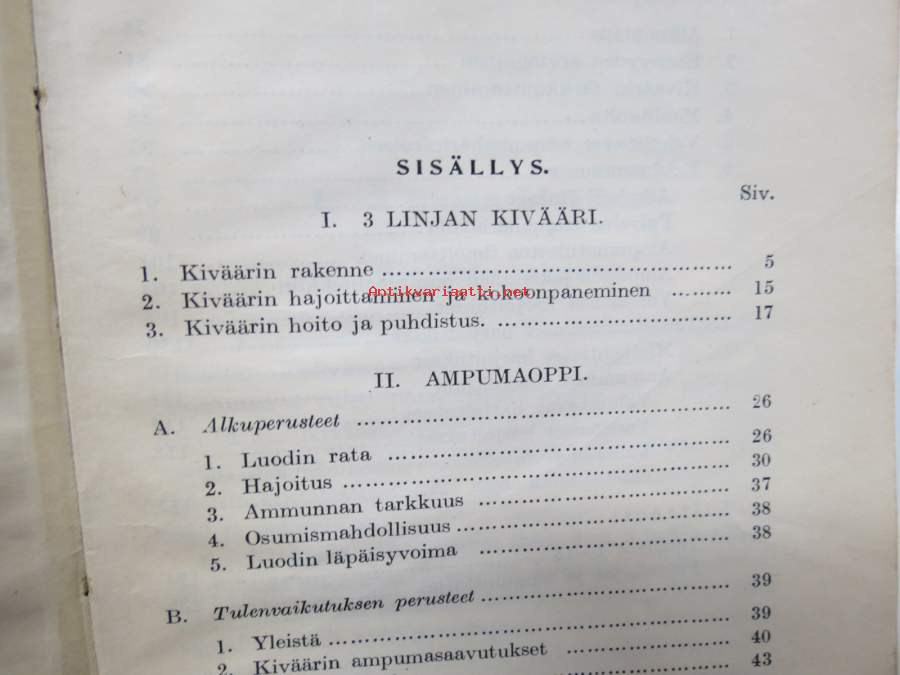 SISÄLLYS.
Siv.
I. 3 LINJAN KIVÄÄRI.
1. Kiväärin rakenne ........................ 5
Antikvariaatti.net
2. Kiväärin hajoittaminen ja kokoonpaneminen ........ 15
3. Kiväärin hoito ja puhdistus. ........................ 17
II. AMPUMAOPPI.
A. Alkuperusteet ........................ 26
1. Luodin rata ........................ 26
2. Hajoitus ........................ 30
3. Ammunnan tarkkuus ........................ 37
4. Osumismahdollisuus ........................ 38
5. Luodin läpäisyvoima ........................ 38
B. Tulenvaikutuksen perusteet ........................ 39
1. Yleistä ........................ 39
2. Kiväärin ampumasaavutukset ........................ 40
43